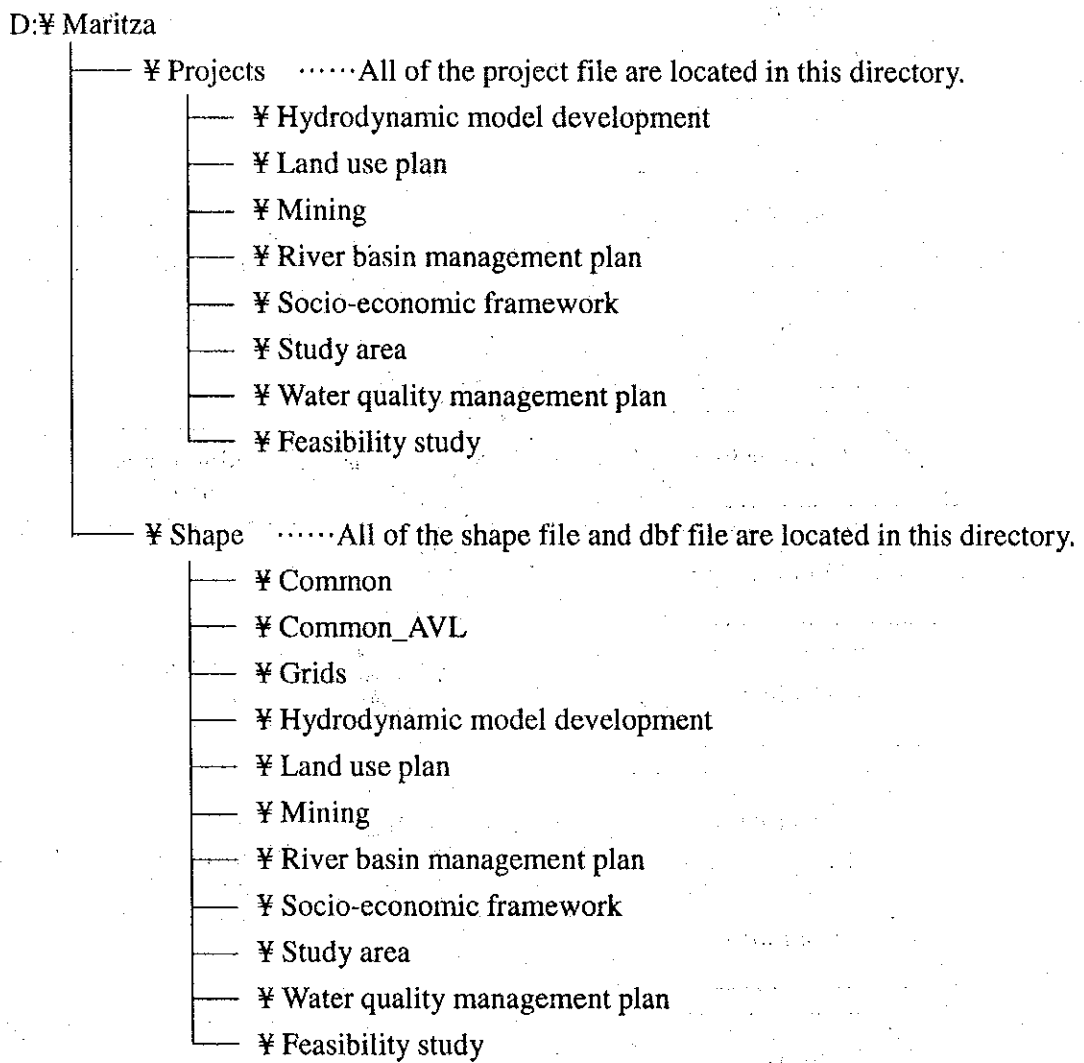 D:¥ Maritza
¥ Projects ……All of the project file are located in this directory.
¥ Hydrodynamic model development
¥ Land use plan
¥ Mining
¥ River basin management plan
¥ Socio-economic framework
¥ Study area
¥ Water quality management plan
¥ Feasibility study
¥ Shape ……All of the shape file and dbf file are located in this directory.
¥ Common
¥ Common_AVL
¥ Grids
¥ Hydrodynamic model development
¥ Land use plan
¥ Mining
¥ River basin management plan
¥ Socio-economic framework
¥ Study area
¥ Water quality management plan
¥ Feasibility study